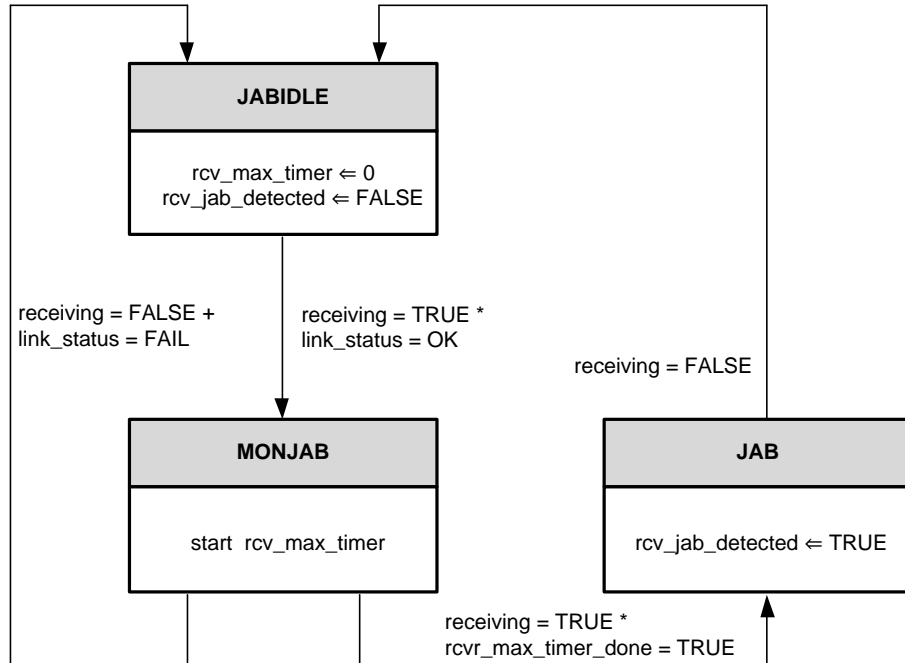 JABIDLE
rcv_max_timer ⇐ 0
rcv_jab_detected ⇐ FALSE
receiving = FALSE +
link_status = FAIL
receiving = TRUE *
link_status = OK
receiving = FALSE
MONJAB
start rcv_max_timer
JAB
rcv_jab_detected ⇐ TRUE
receiving = TRUE *
rcvr_max_timer_done = TRUE